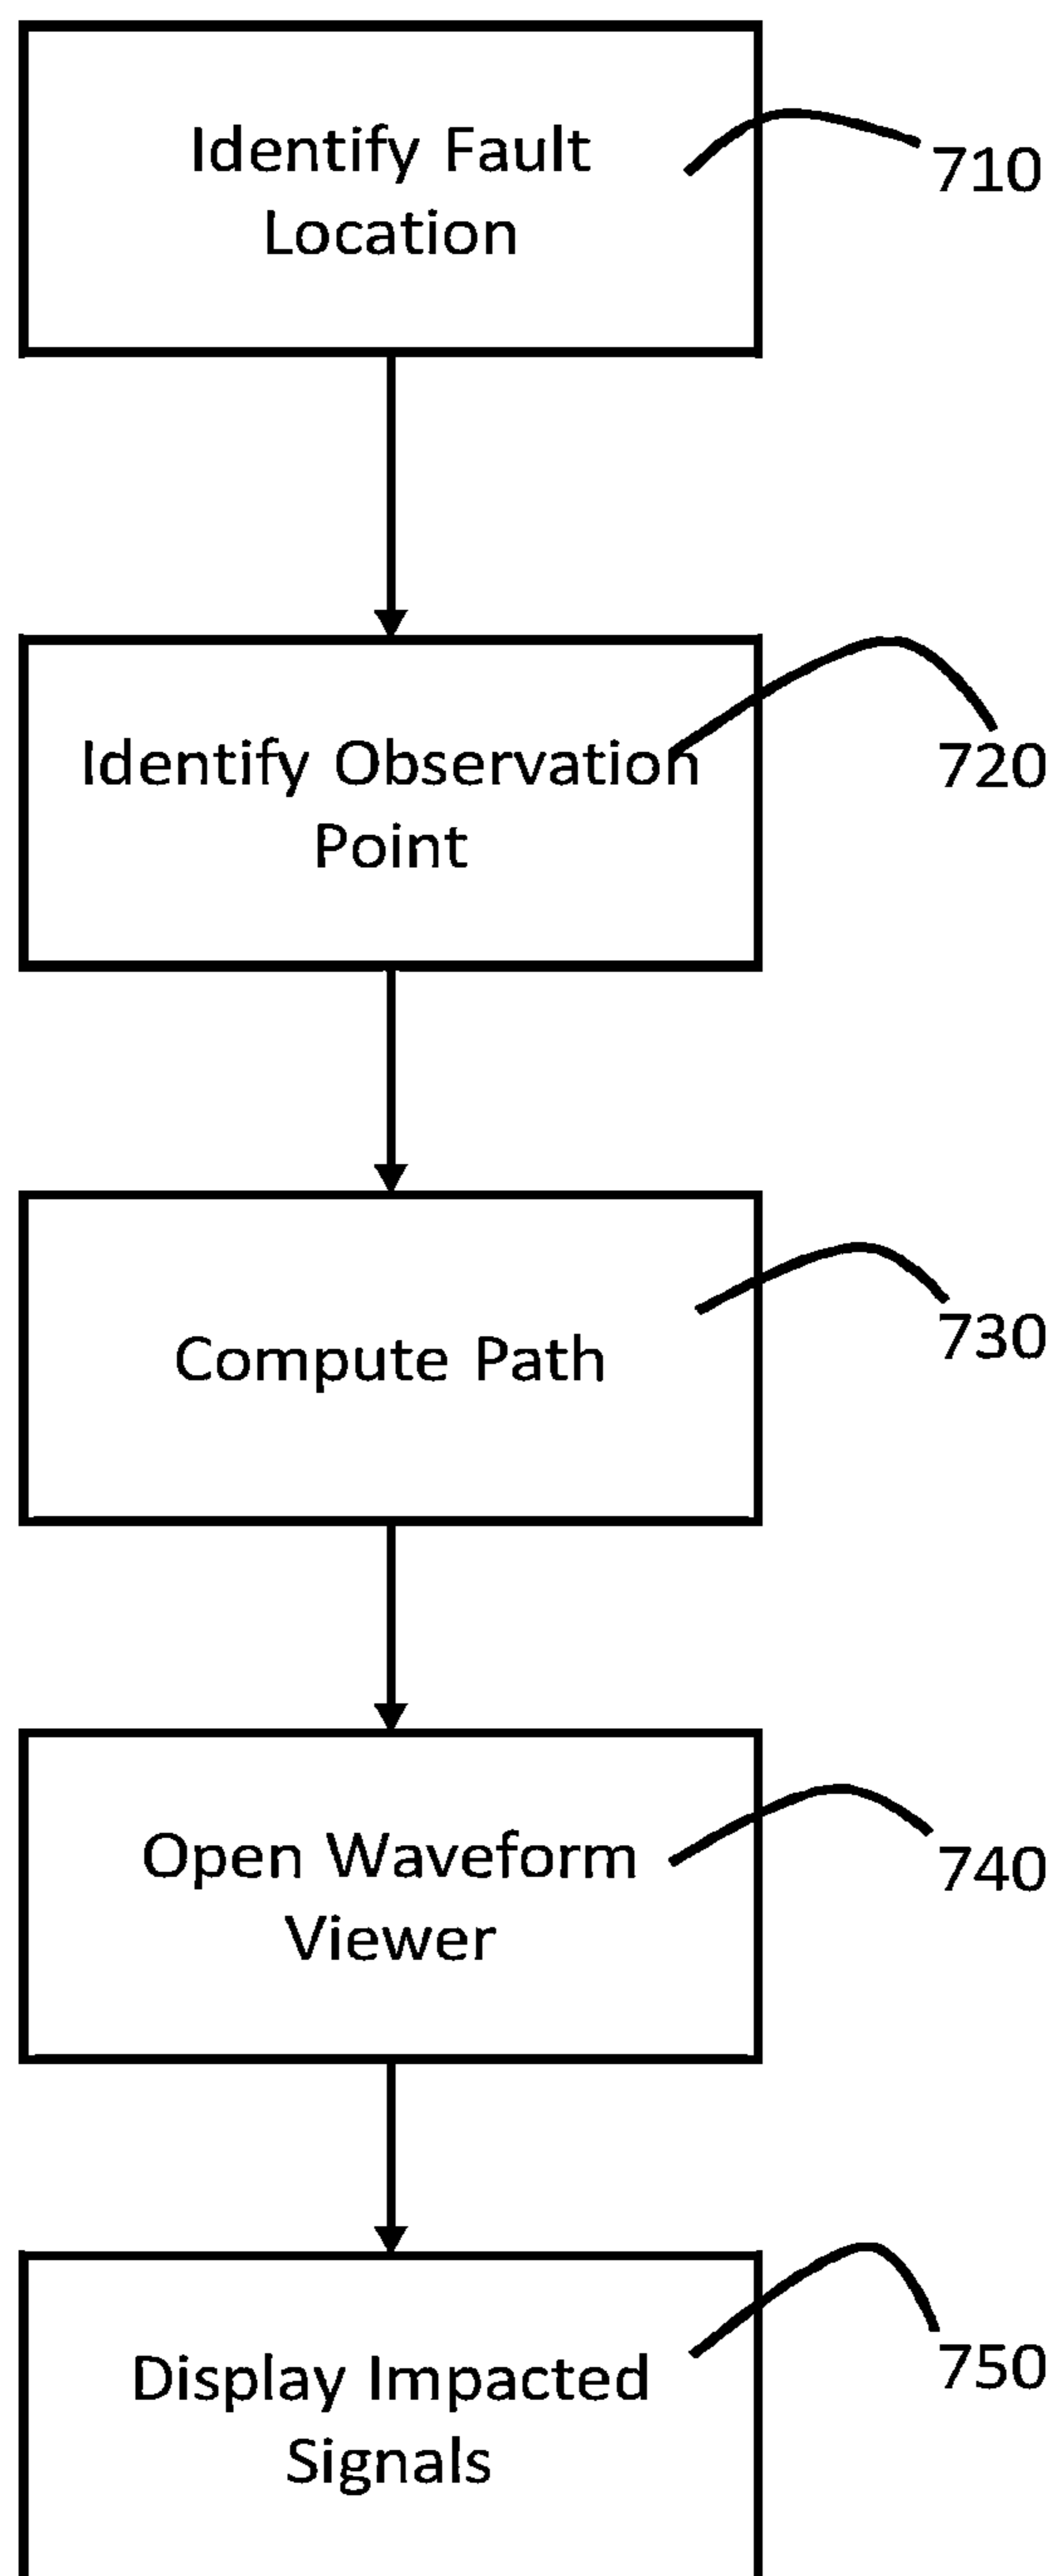 Identify Fault
Location
710
Identify Observation
Point
720
Compute Path
730
Open Waveform
Viewer
740
Display Impacted
Signals
750